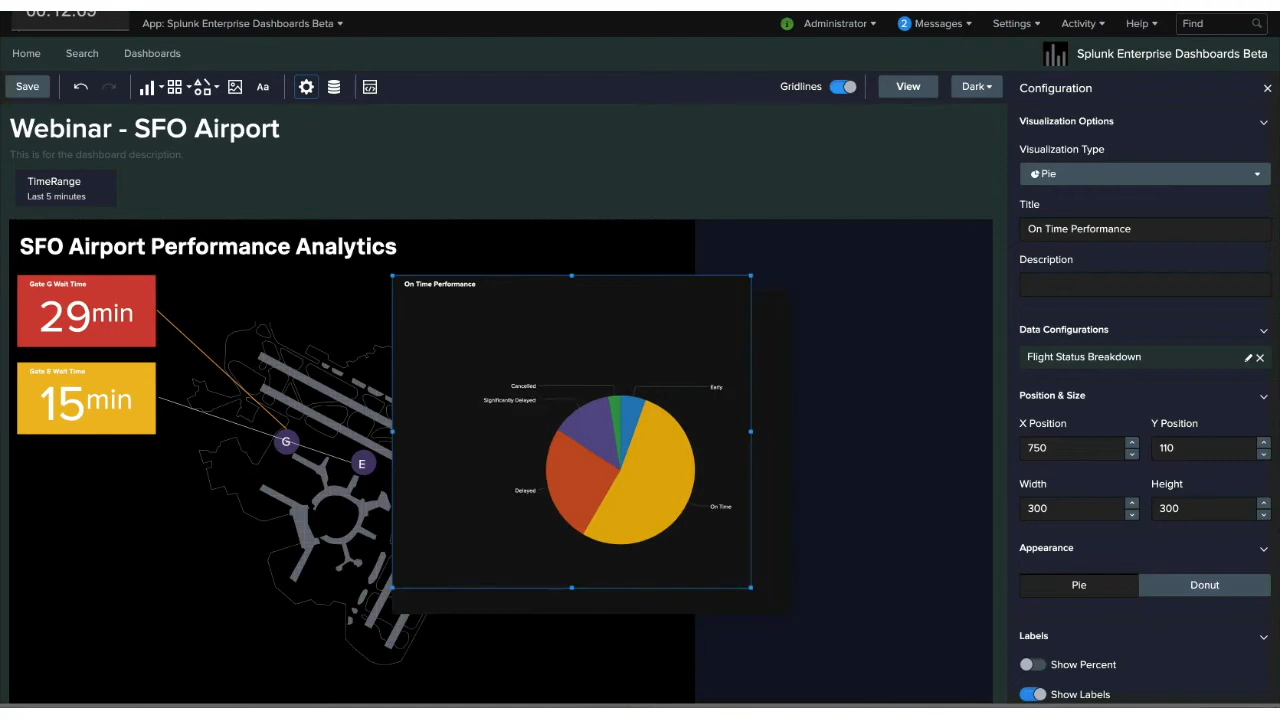 00:12:09
App: Splunk Enterprise Dashboards Beta
Administrator
2 Messages
Settings
Activity
Help
Find
Home
Search
Dashboards
Splunk Enterprise Dashboards Beta
Save
Aa
Gridlines
View
Dark
Configuration
Webinar - SFO Airport
This is for the dashboard description.
TimeRange
Last 5 minutes
SFO Airport Performance Analytics
Gate G Wait Time
29min
Gate E Wait Time
15min
G
E
On Time Performance
Cancelled
Early
Significantly Delayed
Delayed
On Time
Visualization Options
Visualization Type
Pie
Title
On Time Performance
Description
Data Configurations
Flight Status Breakdown
Position & Size
X Position
Y Position
750
110
Width
Height
300
300
Appearance
Pie
Donut
Labels
Show Percent
Show Labels